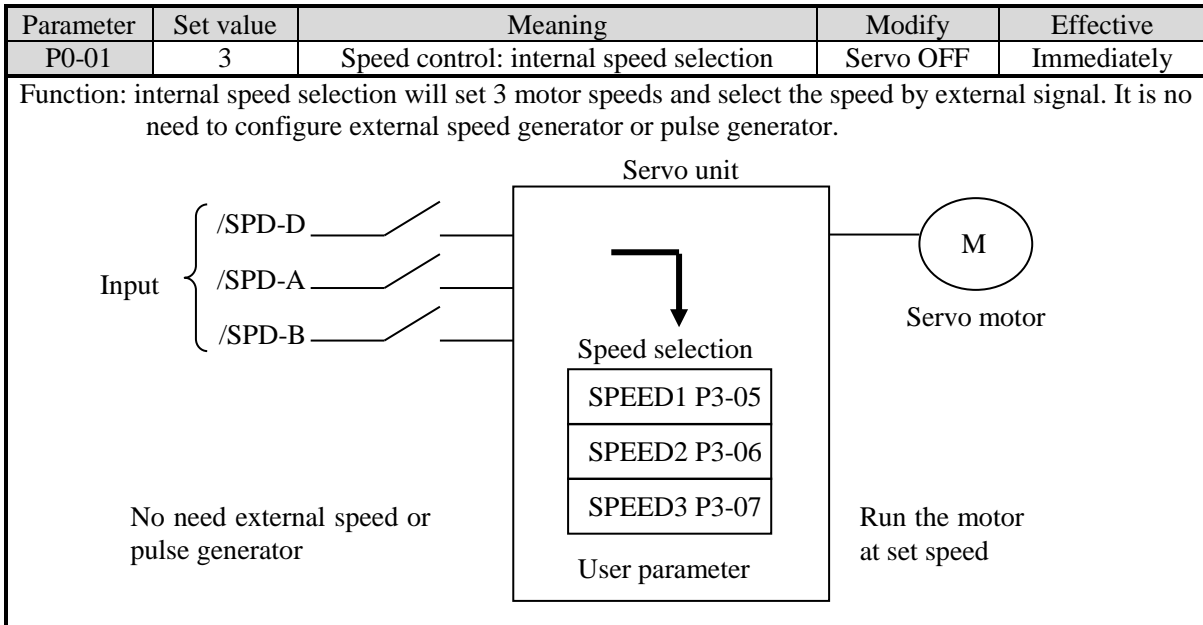 Parameter Set value Meaning Modify Effective
P0-01 3 Speed control: internal speed selection Servo OFF Immediately
Function: internal speed selection will set 3 motor speeds and select the speed by external signal. It is no
need to configure external speed generator or pulse generator.
Servo unit
/SPD-D
M
Input /SPD-A
Servo motor
/SPD-B
Speed selection
SPEED1 P3-05
SPEED2 P3-06
SPEED3 P3-07
No need external speed or
pulse generator
Run the motor
at set speed
User parameter